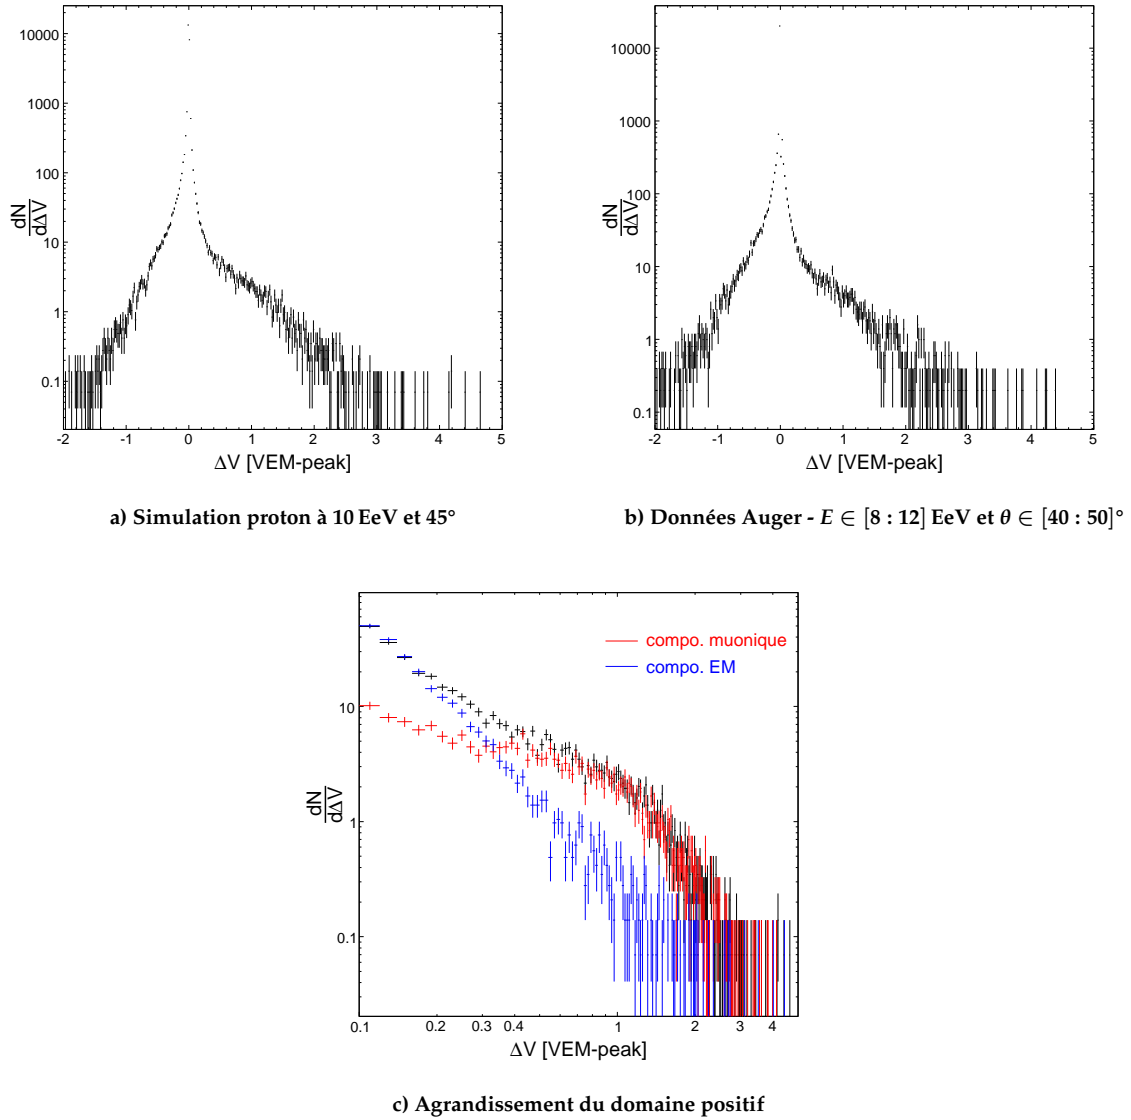 10000
1000
100
10
1
0.1
dN
dΔV
-2 -1 0 1 2 3 4 5
ΔV [VEM-peak]
a) Simulation proton à 10 EeV et 45°
10000
1000
100
10
1
0.1
dN
dΔV
-2 -1 0 1 2 3 4 5
ΔV [VEM-peak]
b) Données Auger - E ∈ [8 : 12] EeV et θ ∈ [40 : 50]°
compo. muonique
compo. EM
10
1
0.1
dN
dΔV
0.1 0.2 0.3 0.4 1 2 3 4
ΔV [VEM-peak]
c) Agrandissement du domaine positif